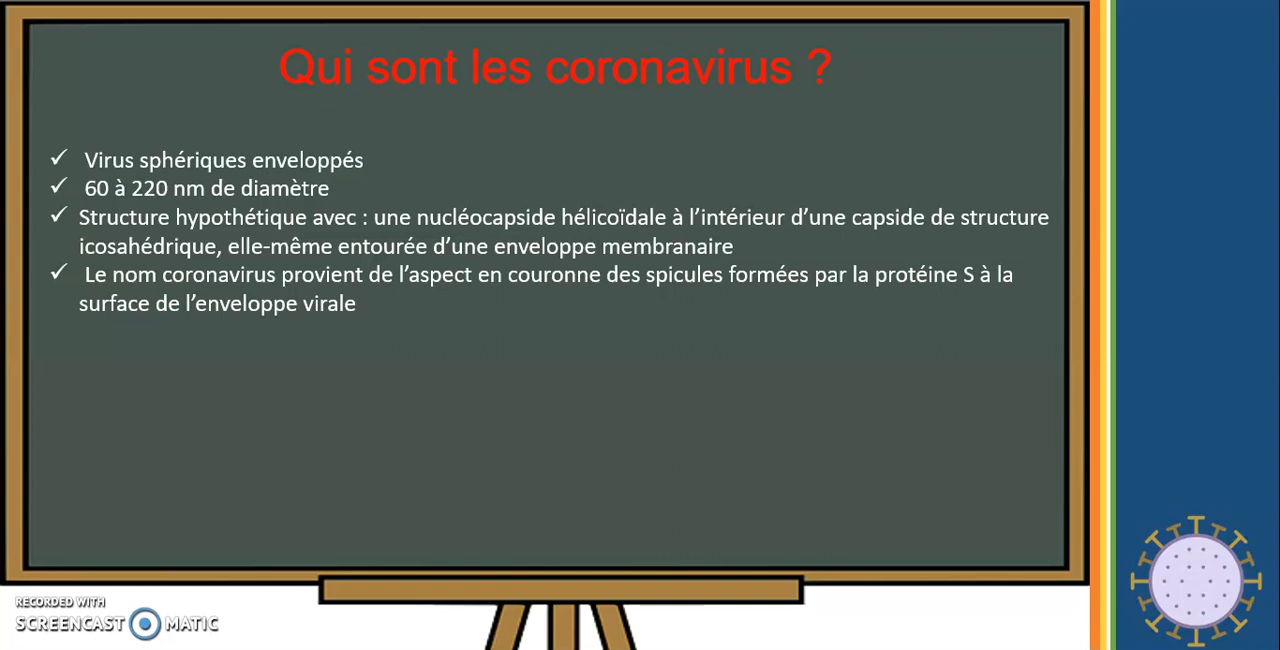 Qui sont les coronavirus ?
✓ Virus sphériques enveloppés
✓ 60 à 220 nm de diamètre
✓ Structure hypothétique avec : une nucléocapside hélicoïdale à l’intérieur d’une capside de structure
icosahédrique, elle-même entourée d’une enveloppe membranaire
✓ Le nom coronavirus provient de l’aspect en couronne des spicules formées par la protéine S à la
surface de l’enveloppe virale
RECORDED WITH
SCREENCAST MATIC